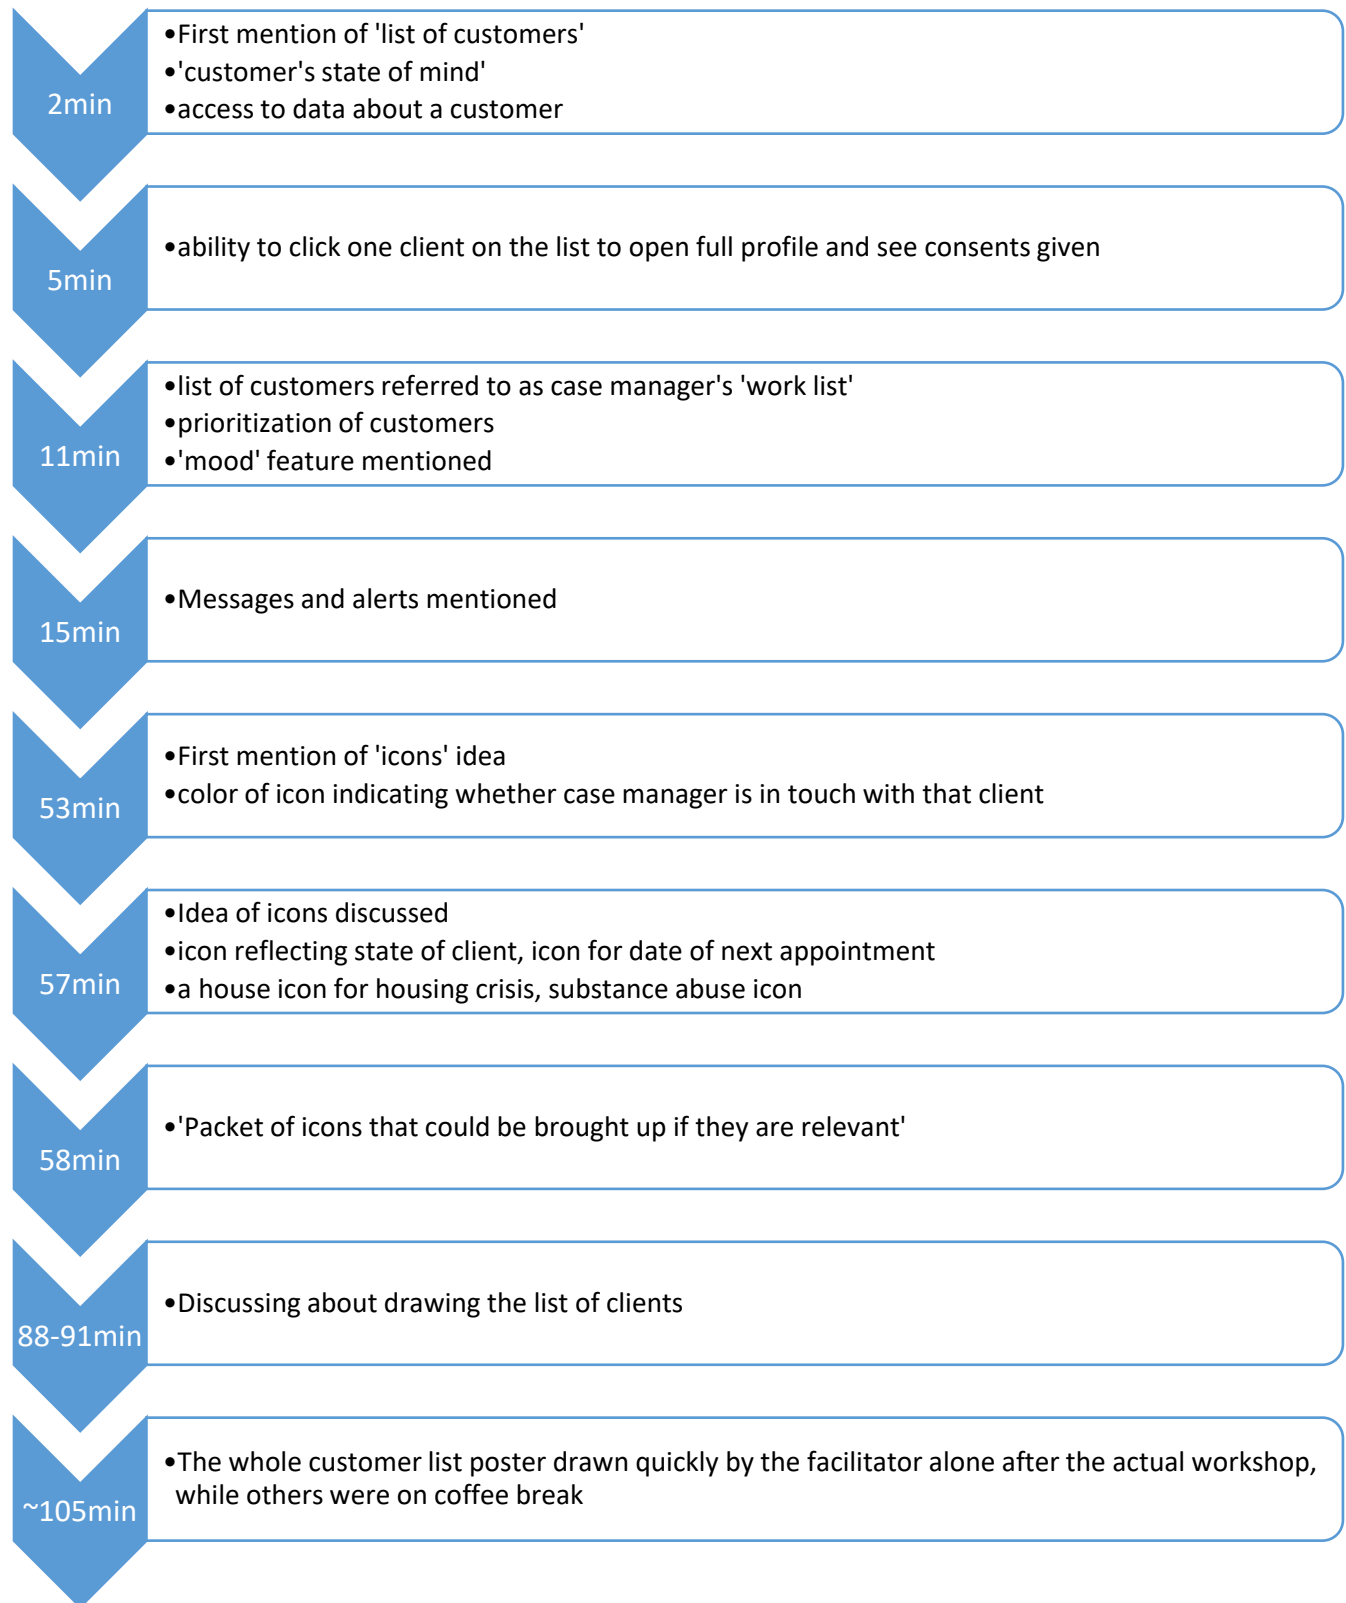 2min
•First mention of 'list of customers'
•'customer's state of mind'
•access to data about a customer
5min
•ability to click one client on the list to open full profile and see consents given
11min
•list of customers referred to as case manager's 'work list'
•prioritization of customers
•'mood' feature mentioned
15min
•Messages and alerts mentioned
53min
•First mention of 'icons' idea
•color of icon indicating whether case manager is in touch with that client
57min
•Idea of icons discussed
•icon reflecting state of client, icon for date of next appointment
•a house icon for housing crisis, substance abuse icon
58min
•'Packet of icons that could be brought up if they are relevant'
88-91min
•Discussing about drawing the list of clients
~105min
•The whole customer list poster drawn quickly by the facilitator alone after the actual workshop,
while others were on coffee break